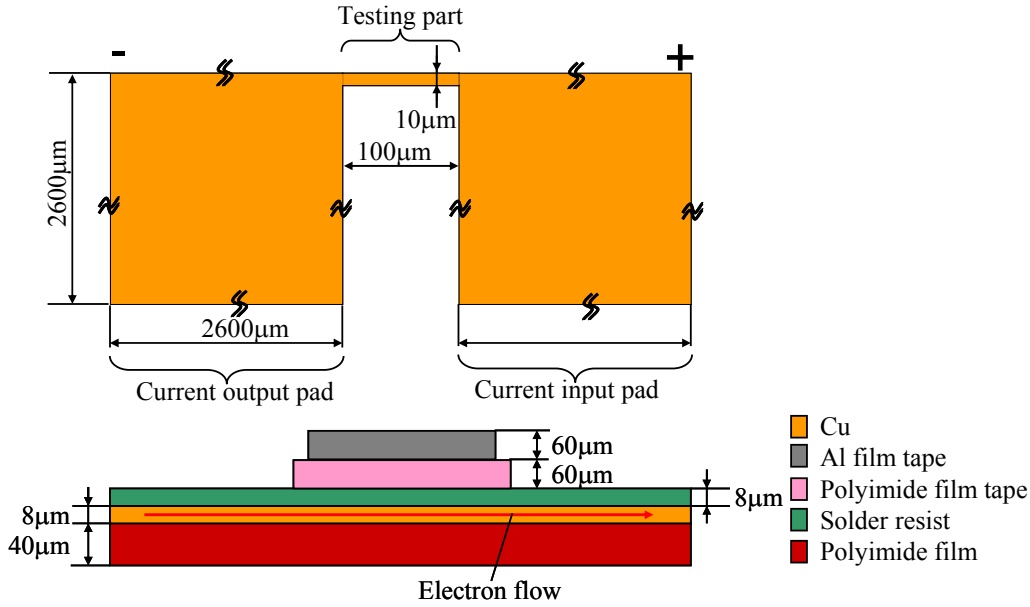 Testing part
-
+
10μm
100μm
2600μm
2600μm
Current output pad
Current input pad
60μm
60μm
8μm
8μm
40μm
Electron flow
Cu
Al film tape
Polyimide film tape
Solder resist
Polyimide film